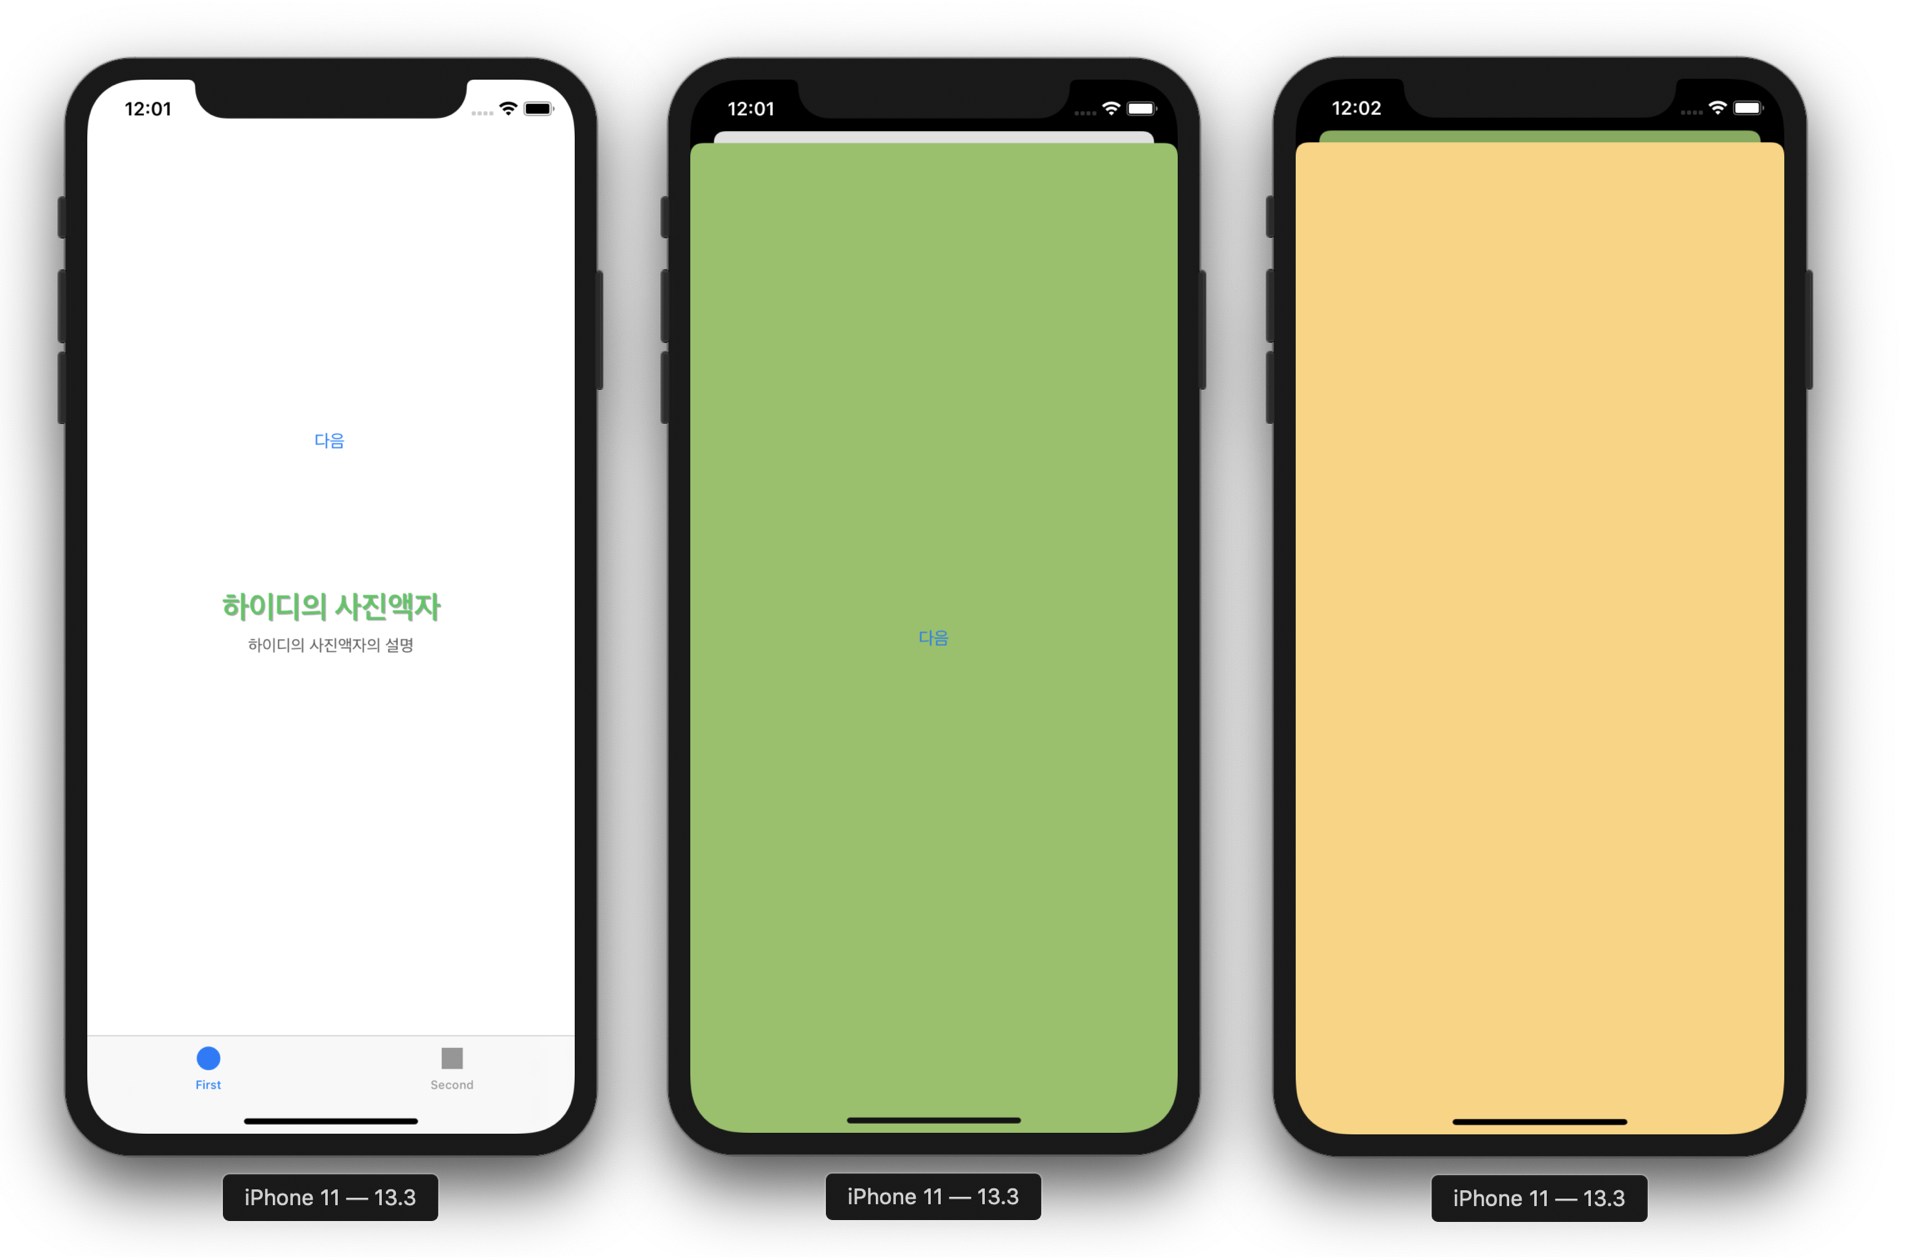 12:01
다음
하이디의 사진액자
하이디의 사진액자의 설명
First
Second
iPhone 11 — 13.3
12:01
다음
iPhone 11 — 13.3
12:02
iPhone 11 — 13.3